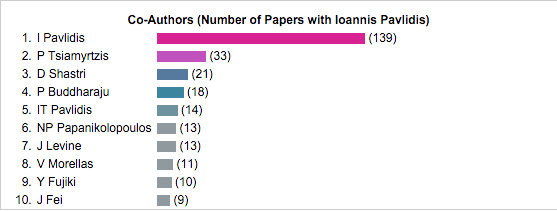 Co-Authors (Number of Papers with Ioannis Pavlidis)
1. I Pavlidis (139)
2. P Tsiamyrtzis (33)
3. D Shastri (21)
4. P Buddharaju (18)
5. IT Pavlidis (14)
6. NP Papanikolopoulos (13)
7. J Levine (13)
8. V Morellas (11)
9. Y Fujiki (10)
10. J Fei (9)